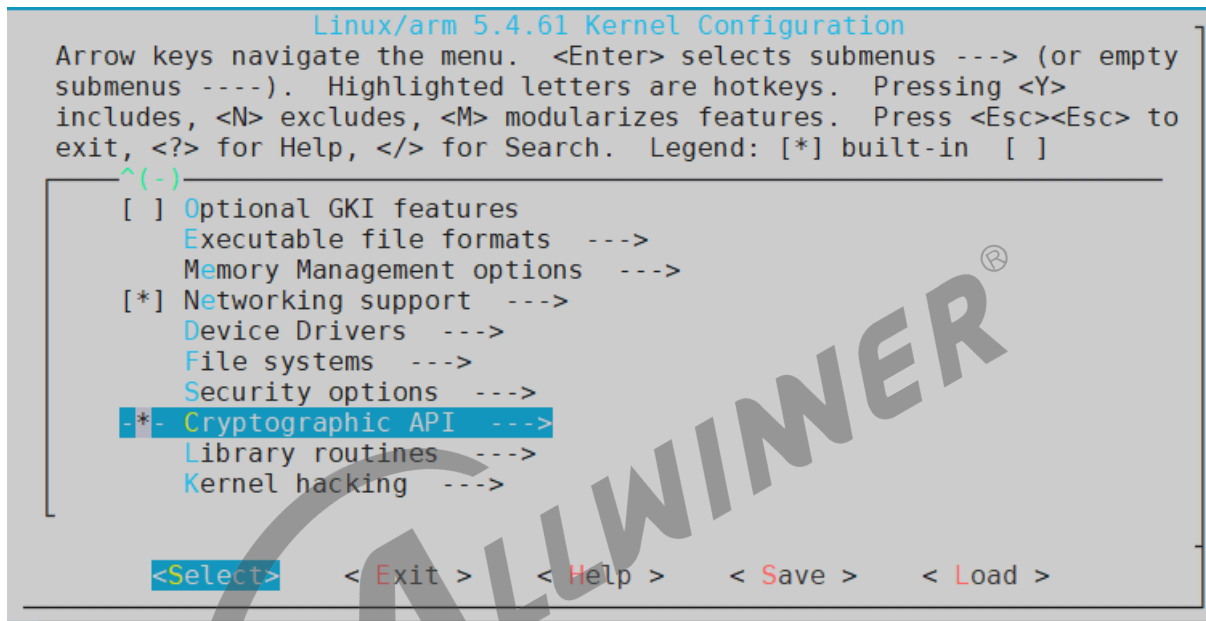 Linux/arm 5.4.61 Kernel Configuration
Arrow keys navigate the menu.  <Enter> selects submenus ---> (or empty
submenus ----).  Highlighted letters are hotkeys.  Pressing <Y>
includes, <N> excludes, <M> modularizes features.  Press <Esc><Esc> to
exit, <?> for Help, </> for Search.  Legend: [*] built-in  [ ]
^(-)
[ ] Optional GKI features
Executable file formats  --->
Memory Management options  --->
[*] Networking support  --->
Device Drivers  --->
File systems  --->
Security options  --->
-*- Cryptographic API  --->
Library routines  --->
Kernel hacking  --->
<Select>    < Exit >    < Help >    < Save >    < Load >
ALLWINNER®